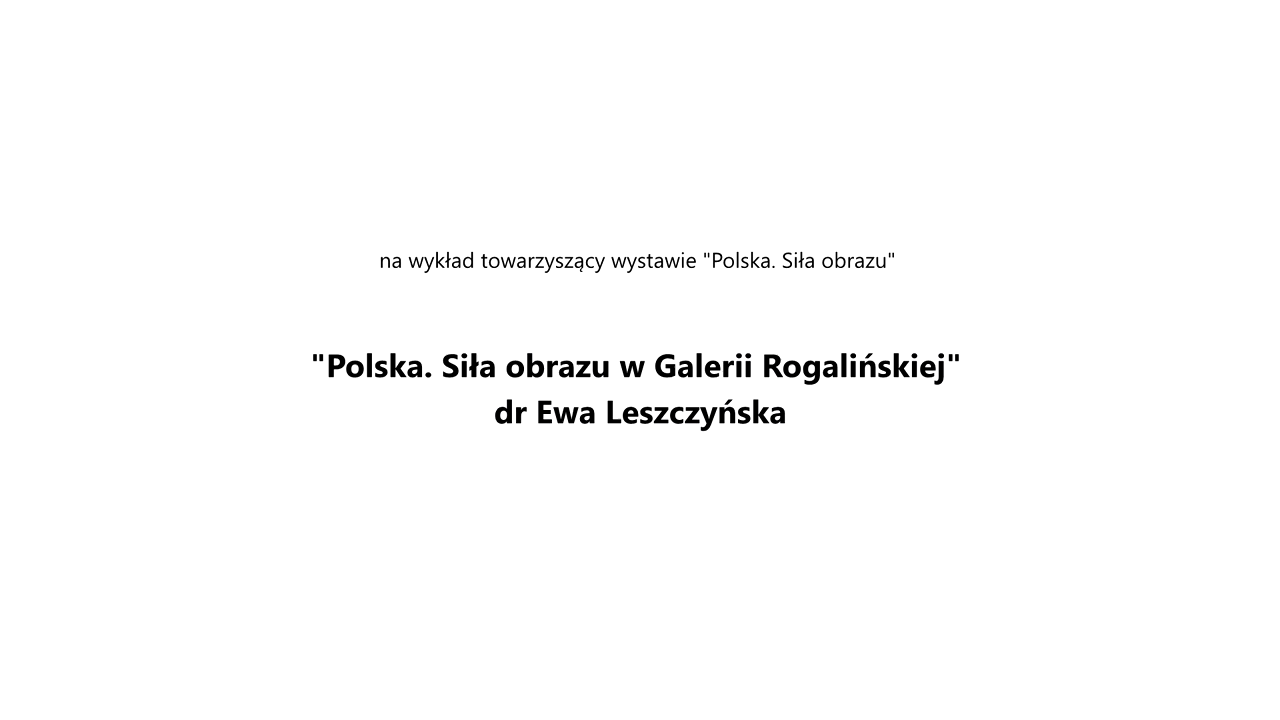 na wykład towarzyszący wystawie "Polska. Siła obrazu"
"Polska. Siła obrazu w Galerii Rogalińskiej"
dr Ewa Leszczyńska